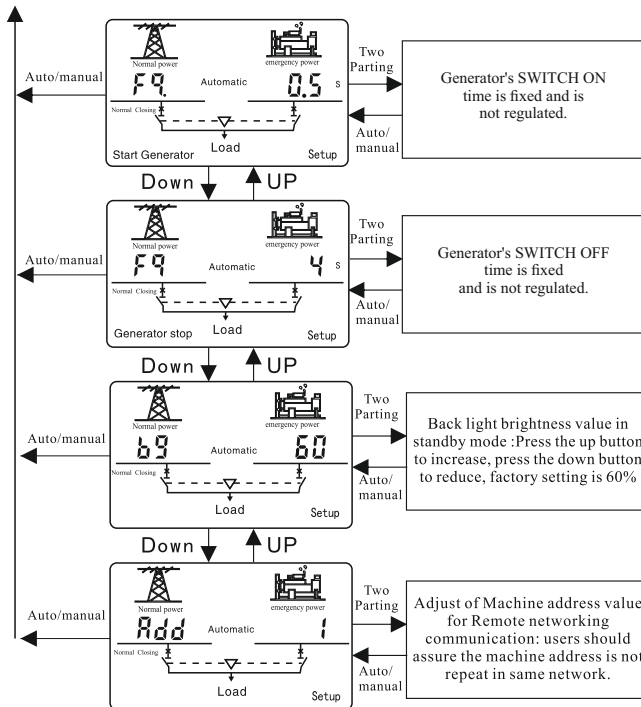 Auto/manual
Normal power
emergency power
F9.
Automatic
0.5 s
Normal Closing
Load
Start Generator
Setup
Two
Parting
Auto/
manual
Generator's SWITCH ON
time is fixed and is
not regulated.
Down
UP
Auto/manual
Normal power
emergency power
F9
Automatic
4 s
Normal Closing
Load
Generator stop
Setup
Two
Parting
Auto/
manual
Generator's SWITCH OFF
time is fixed
and is not regulated.
Down
UP
Auto/manual
Normal power
emergency power
b9
Automatic
60
Normal Closing
Load
Setup
Two
Parting
Auto/
manual
Back light brightness value in
standby mode :Press the up button
to increase, press the down button
to reduce, factory setting is 60%
Down
UP
Auto/manual
Normal power
emergency power
Add
Automatic
1
Normal Closing
Load
Setup
Two
Parting
Auto/
manual
Adjust of Machine address value
for Remote networking
communication: users should
assure the machine address is not
repeat in same network.